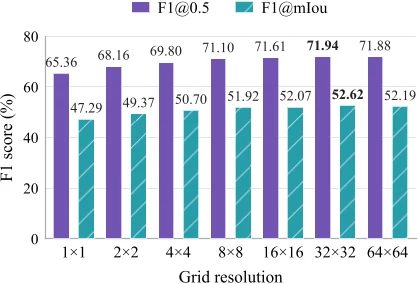 F1@0.5 F1@mIou
80
60
40
20
0
F1 score (%)
65.36 68.16 69.80 71.10 71.61 71.94 71.88
47.29 49.37 50.70 51.92 52.07 52.62 52.19
1×1 2×2 4×4 8×8 16×16 32×32 64×64
Grid resolution